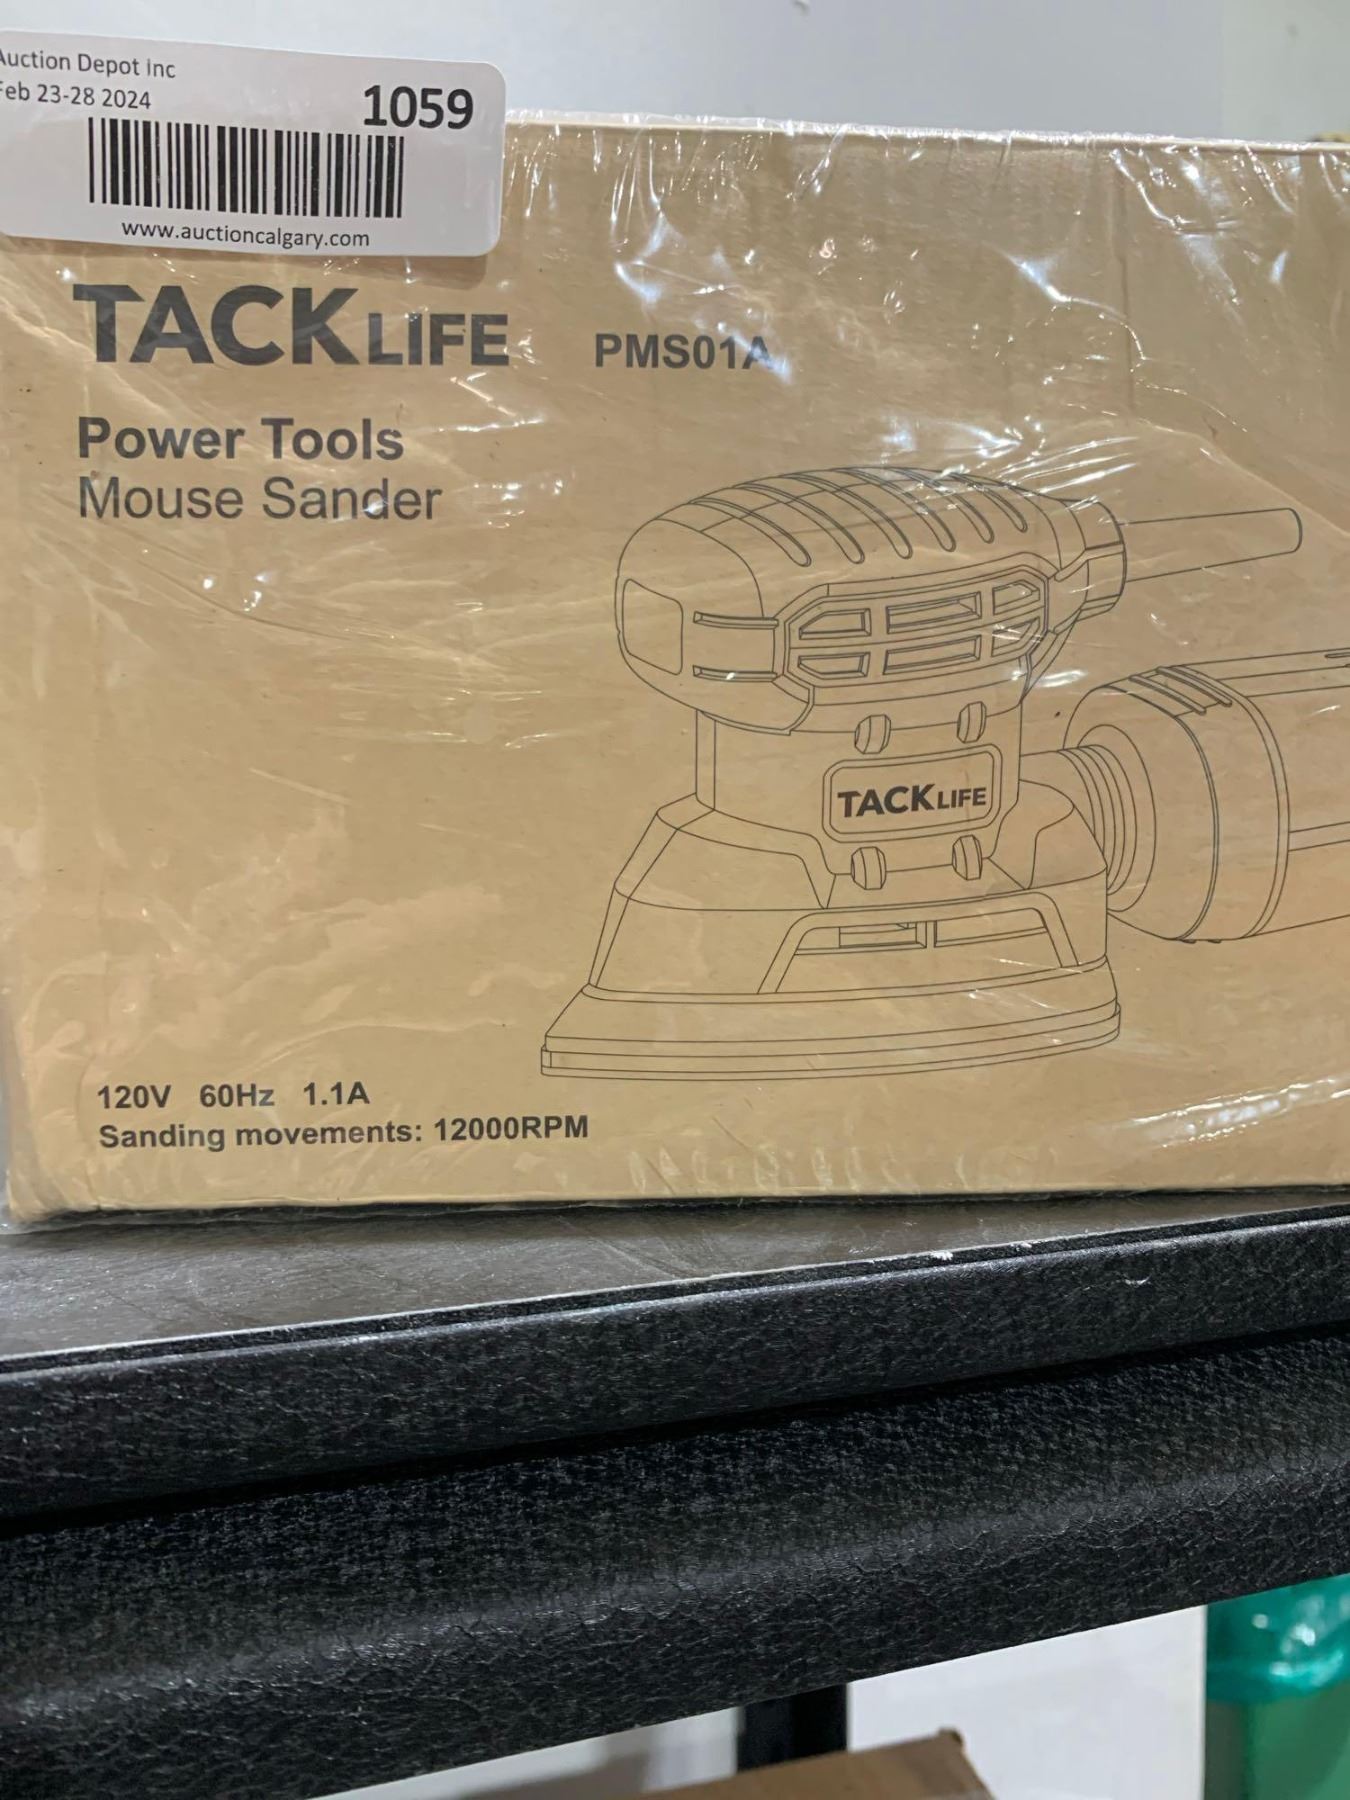 Auction Depot Inc
Feb 23-28 2024
1059
www.auctioncalgary.com
TACKLIFE PMS01A
Power Tools
Mouse Sander
TACKLIFE
120V 60Hz 1.1A
Sanding movements: 12000RPM